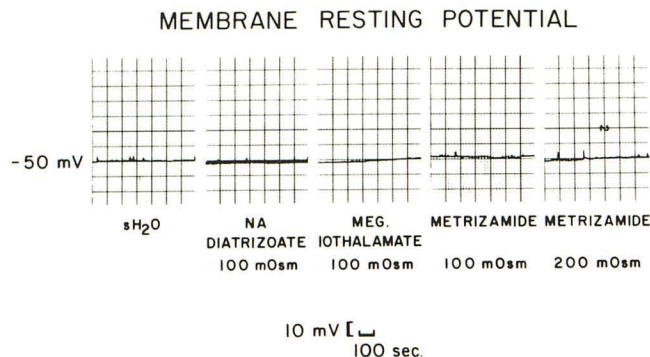 MEMBRANE RESTING POTENTIAL
-50 mV
sH2O
NA DIATRIZOATE 100 mOsm
MEG. IOTHALAMATE 100 mOsm
METRIZAMIDE 100 mOsm
METRIZAMIDE 200 mOsm
10 mV
100 sec.